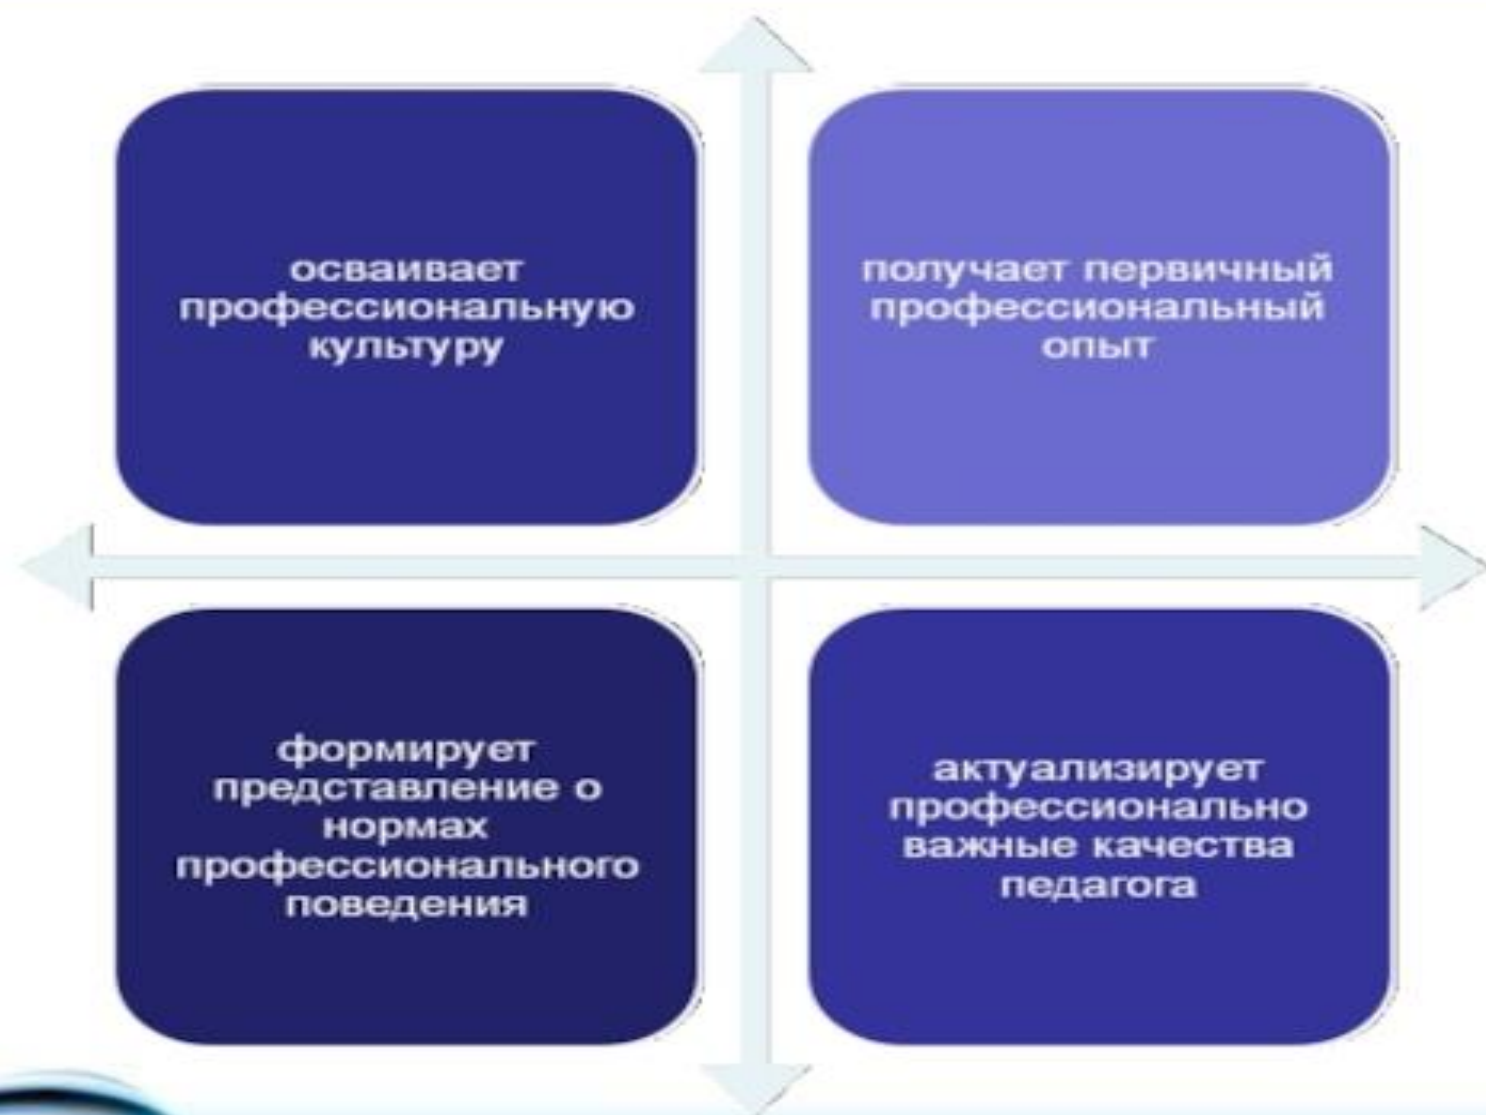 осваивает
профессиональную
культуру
получает первичный
профессиональный
опыт
формирует
представление о
нормах
профессионального
поведения
актуализирует
профессионально
важные качества
педагога